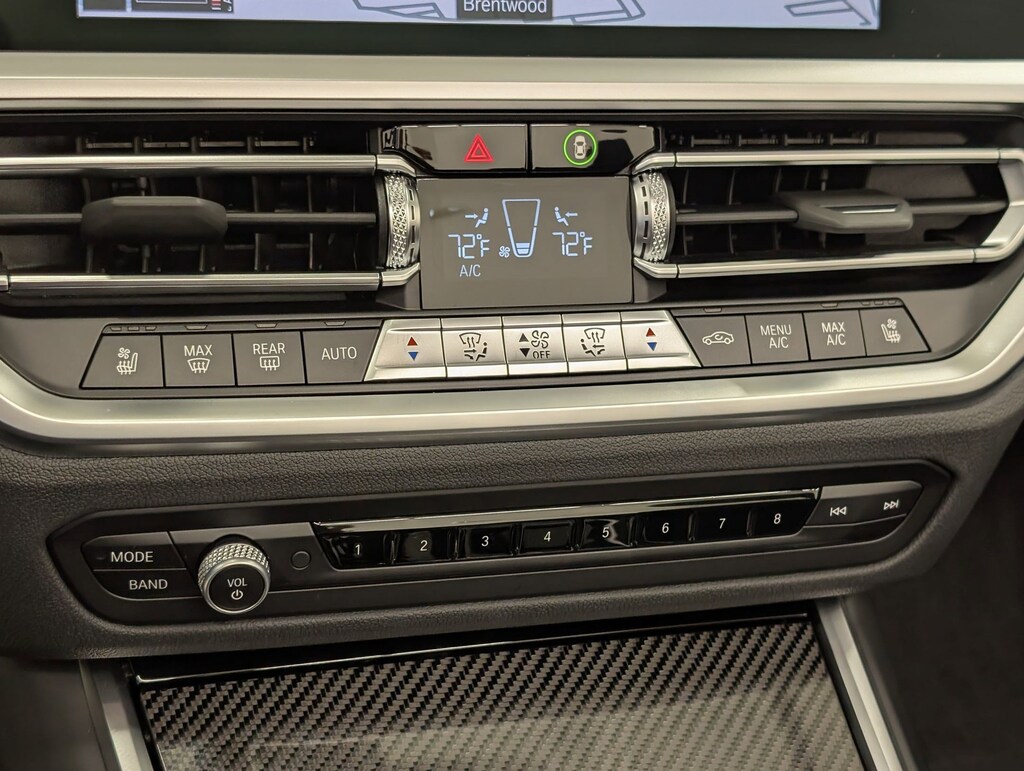 Brentwood
72°F 72°F
A/C
MAX
REAR
AUTO
OFF
MENU
A/C
MAX
A/C
MODE
BAND
VOL
1 2 3 4 5 6 7 8